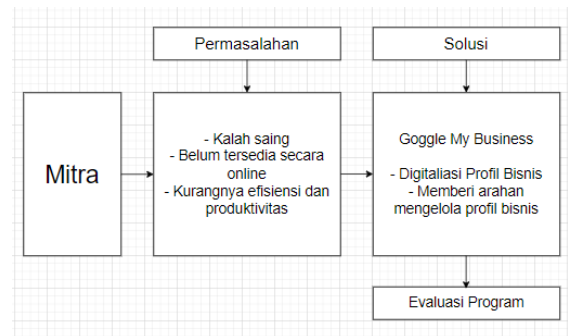 Permasalahan
Solusi
Mitra
- Kalah saing
- Belum tersedia secara
online
- Kurangnya efisiensi dan
produktivitas
Goggle My Business
- Digitaliasi Profil Bisnis
- Memberi arahan
mengelola profil bisnis
Evaluasi Program